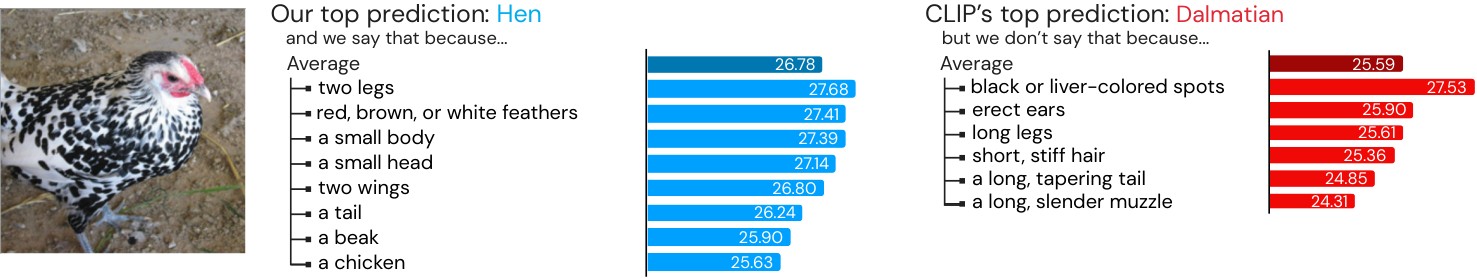 Our top prediction: Hen
and we say that because...
Average 26.78
two legs 27.68
red, brown, or white feathers 27.41
a small body 27.39
a small head 27.14
two wings 26.80
a tail 26.24
a beak 25.90
a chicken 25.63
CLIP's top prediction: Dalmatian
but we don't say that because...
Average 25.59
black or liver-colored spots 27.53
erect ears 25.90
long legs 25.61
short, stiff hair 25.36
a long, tapering tail 24.85
a long, slender muzzle 24.31